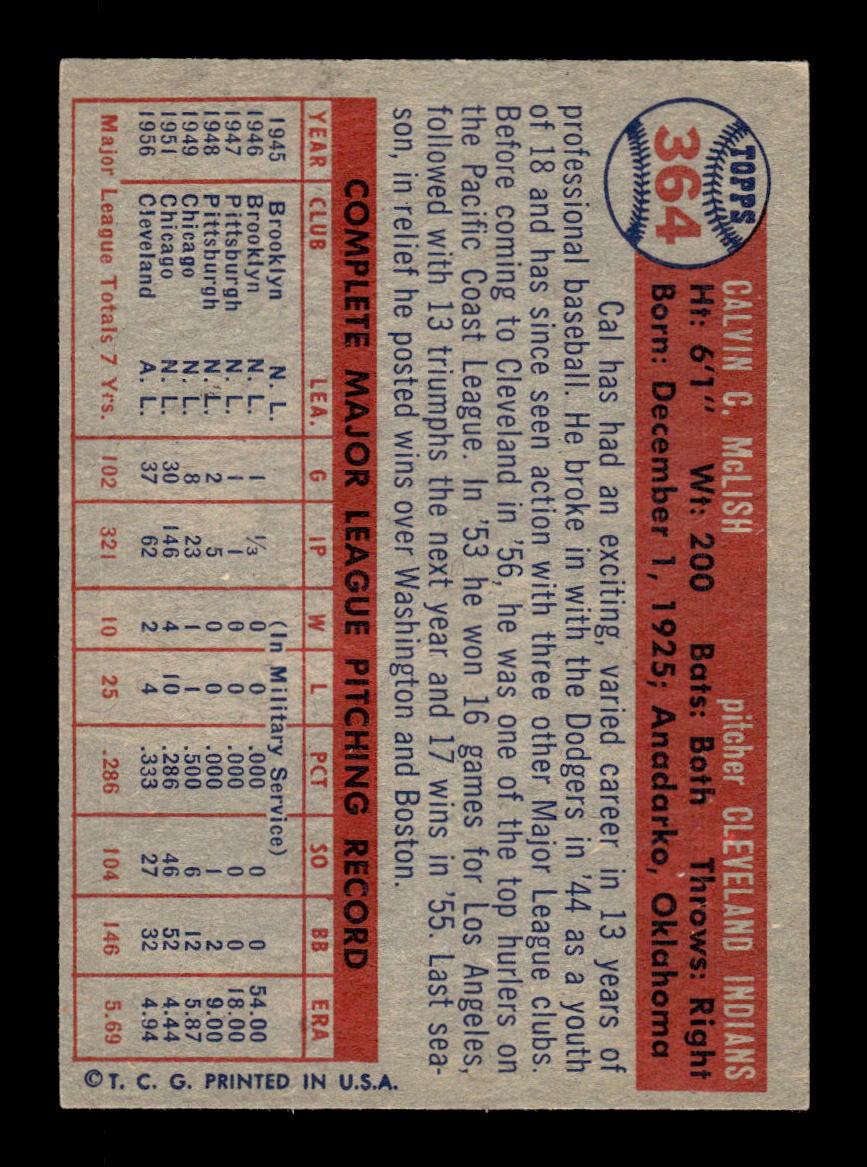 TOPPS
364
CALVIN C. McLISH pitcher CLEVELAND INDIANS
Ht: 6'1" Wt: 200 Bats: Both Throws: Right
Born: December 1, 1925; Anadarko, Oklahoma
Cal has had an exciting, varied career in 13 years of
professional baseball. He broke in with the Dodgers in '44 as a youth
of 18 and has since seen action with three other Major League clubs.
Before coming to Cleveland in '56, he was one of the top hurlers on
the Pacific Coast League. In '53 he won 16 games for Los Angeles,
followed with 13 triumphs the next year and 17 wins in '55. Last sea-
son, in relief he posted wins over Washington and Boston.
COMPLETE MAJOR LEAGUE PITCHING RECORD
YEAR CLUB LEA. G IP W L PCT SO BB ERA
1945 Brooklyn N. L. (In Military Service)
1946 Brooklyn N. L. 1 1/3 0 0 .000 0 0 54.00
1947 Pittsburgh N. L. 1 1 0 0 .000 0 0 18.00
1948 Pittsburgh N. L. 2 5 0 0 .000 1 2 9.00
1949 Chicago N. L. 8 23 1 1 .500 6 12 5.87
1951 Chicago N. L. 30 146 4 10 .286 46 52 4.44
1956 Cleveland A. L. 37 62 2 4 .333 27 32 4.94
Major League Totals 7 Yrs. 102 321 10 25 .286 104 146 5.69
© T. C. G. PRINTED IN U.S.A.